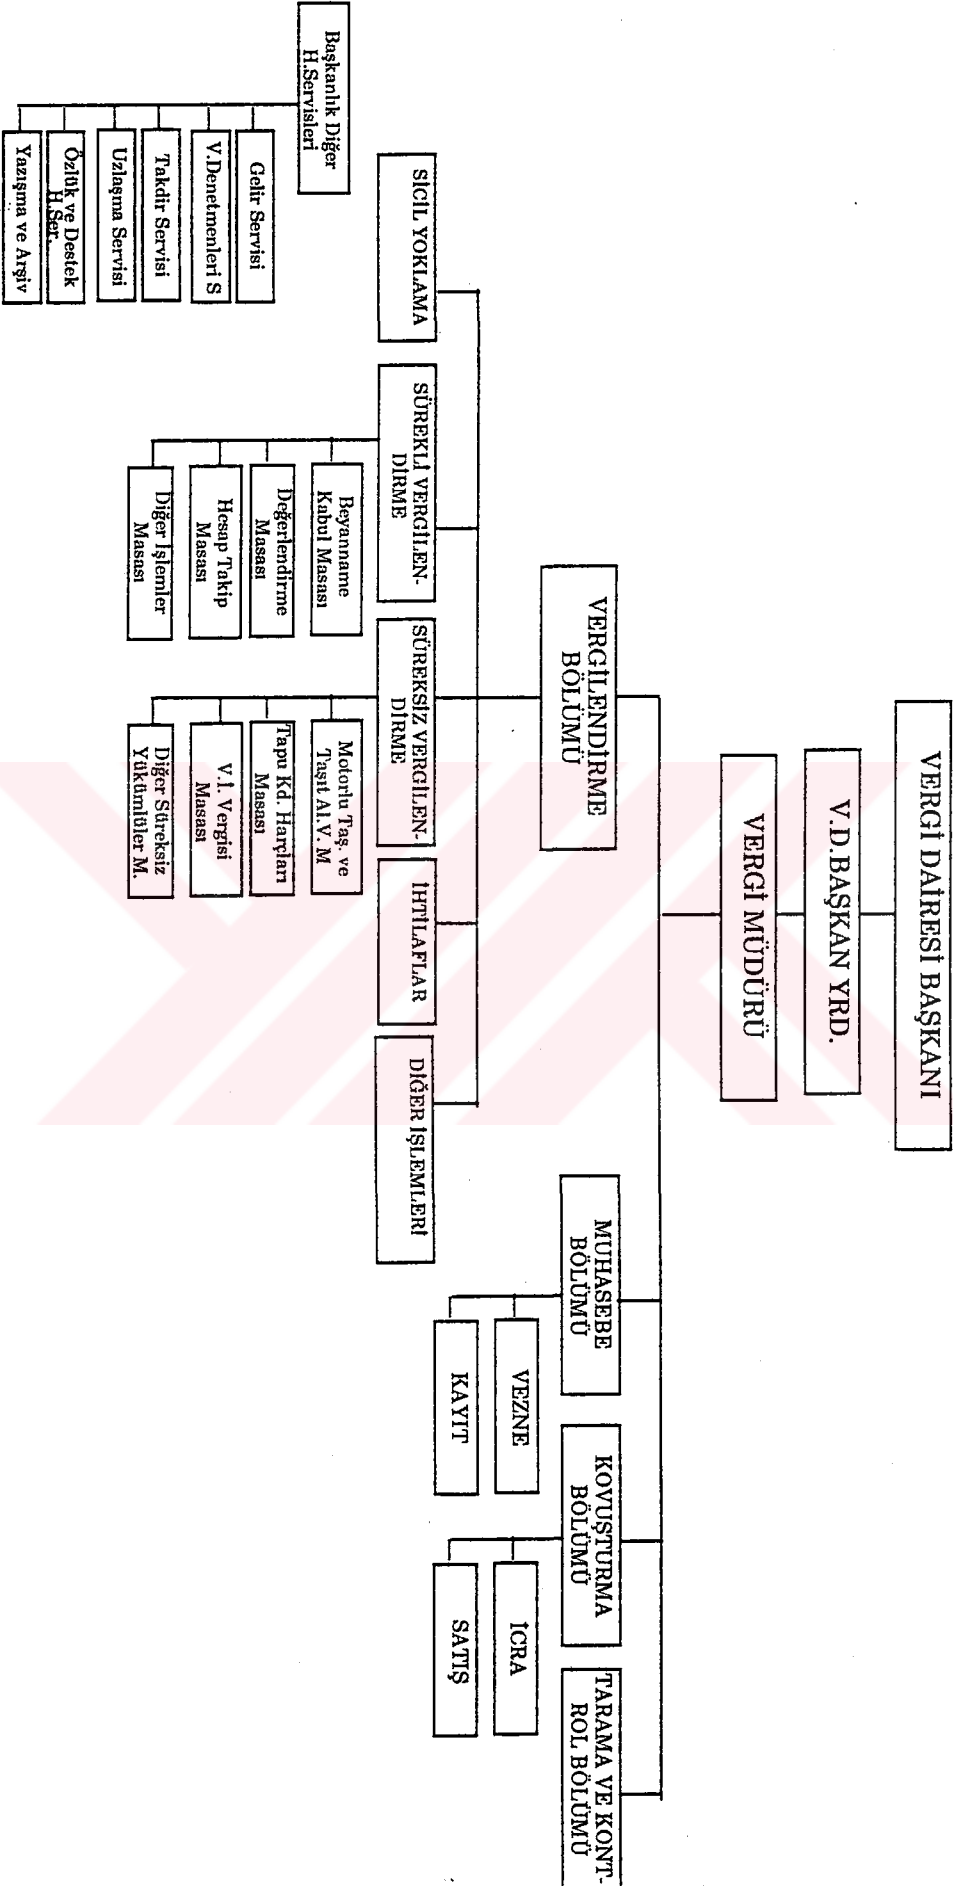 VERGİ DAİRESİ BAŞKANI
V.D.BAŞKAN YRD.
VERGİ MÜDÜRÜ
VERGİLENDİRME
BÖLÜMÜ
MUHASEBE
BÖLÜMÜ
KOVUŞTURMA
BÖLÜMÜ
TARAMA VE KONT-
ROL BÖLÜMÜ
VEZNE
KAYIT
İCRA
SATIŞ
SİCİL YOKLAMA
SÜREKLİ VERGİLEN-
DİRME
SÜREKSİZ VERGİLEN-
DİRME
İHTİLAFLAR
DİĞER İŞLEMLERİ
Beyanname
Kabul Masası
Değerlendirme
Masası
Hesap Takip
Masası
Diğer İşlemler
Masası
Motorlu Taş. ve
Taşıt Al.V. M
Tapu Kd. Harçları
Masası
V.İ. Vergisi
Masası
Diğer Süreksiz
Yükümlüler M.
Başkanlık Diğer
H.Servisleri
Gelir Servisi
V.Denetmenleri S
Takdir Servisi
Uzlaşma Servisi
Özlük ve Destek
H.Ser.
Yazışma ve Arşiv